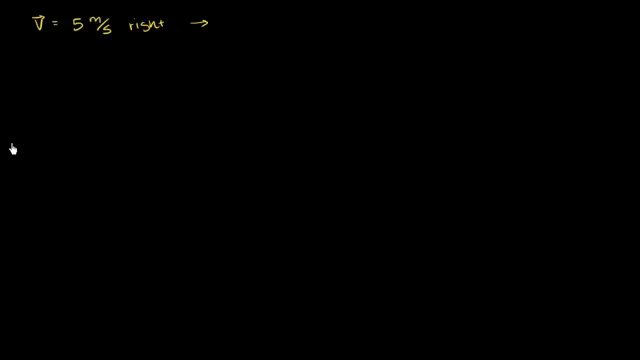 v⃗ = 5 m/s right →